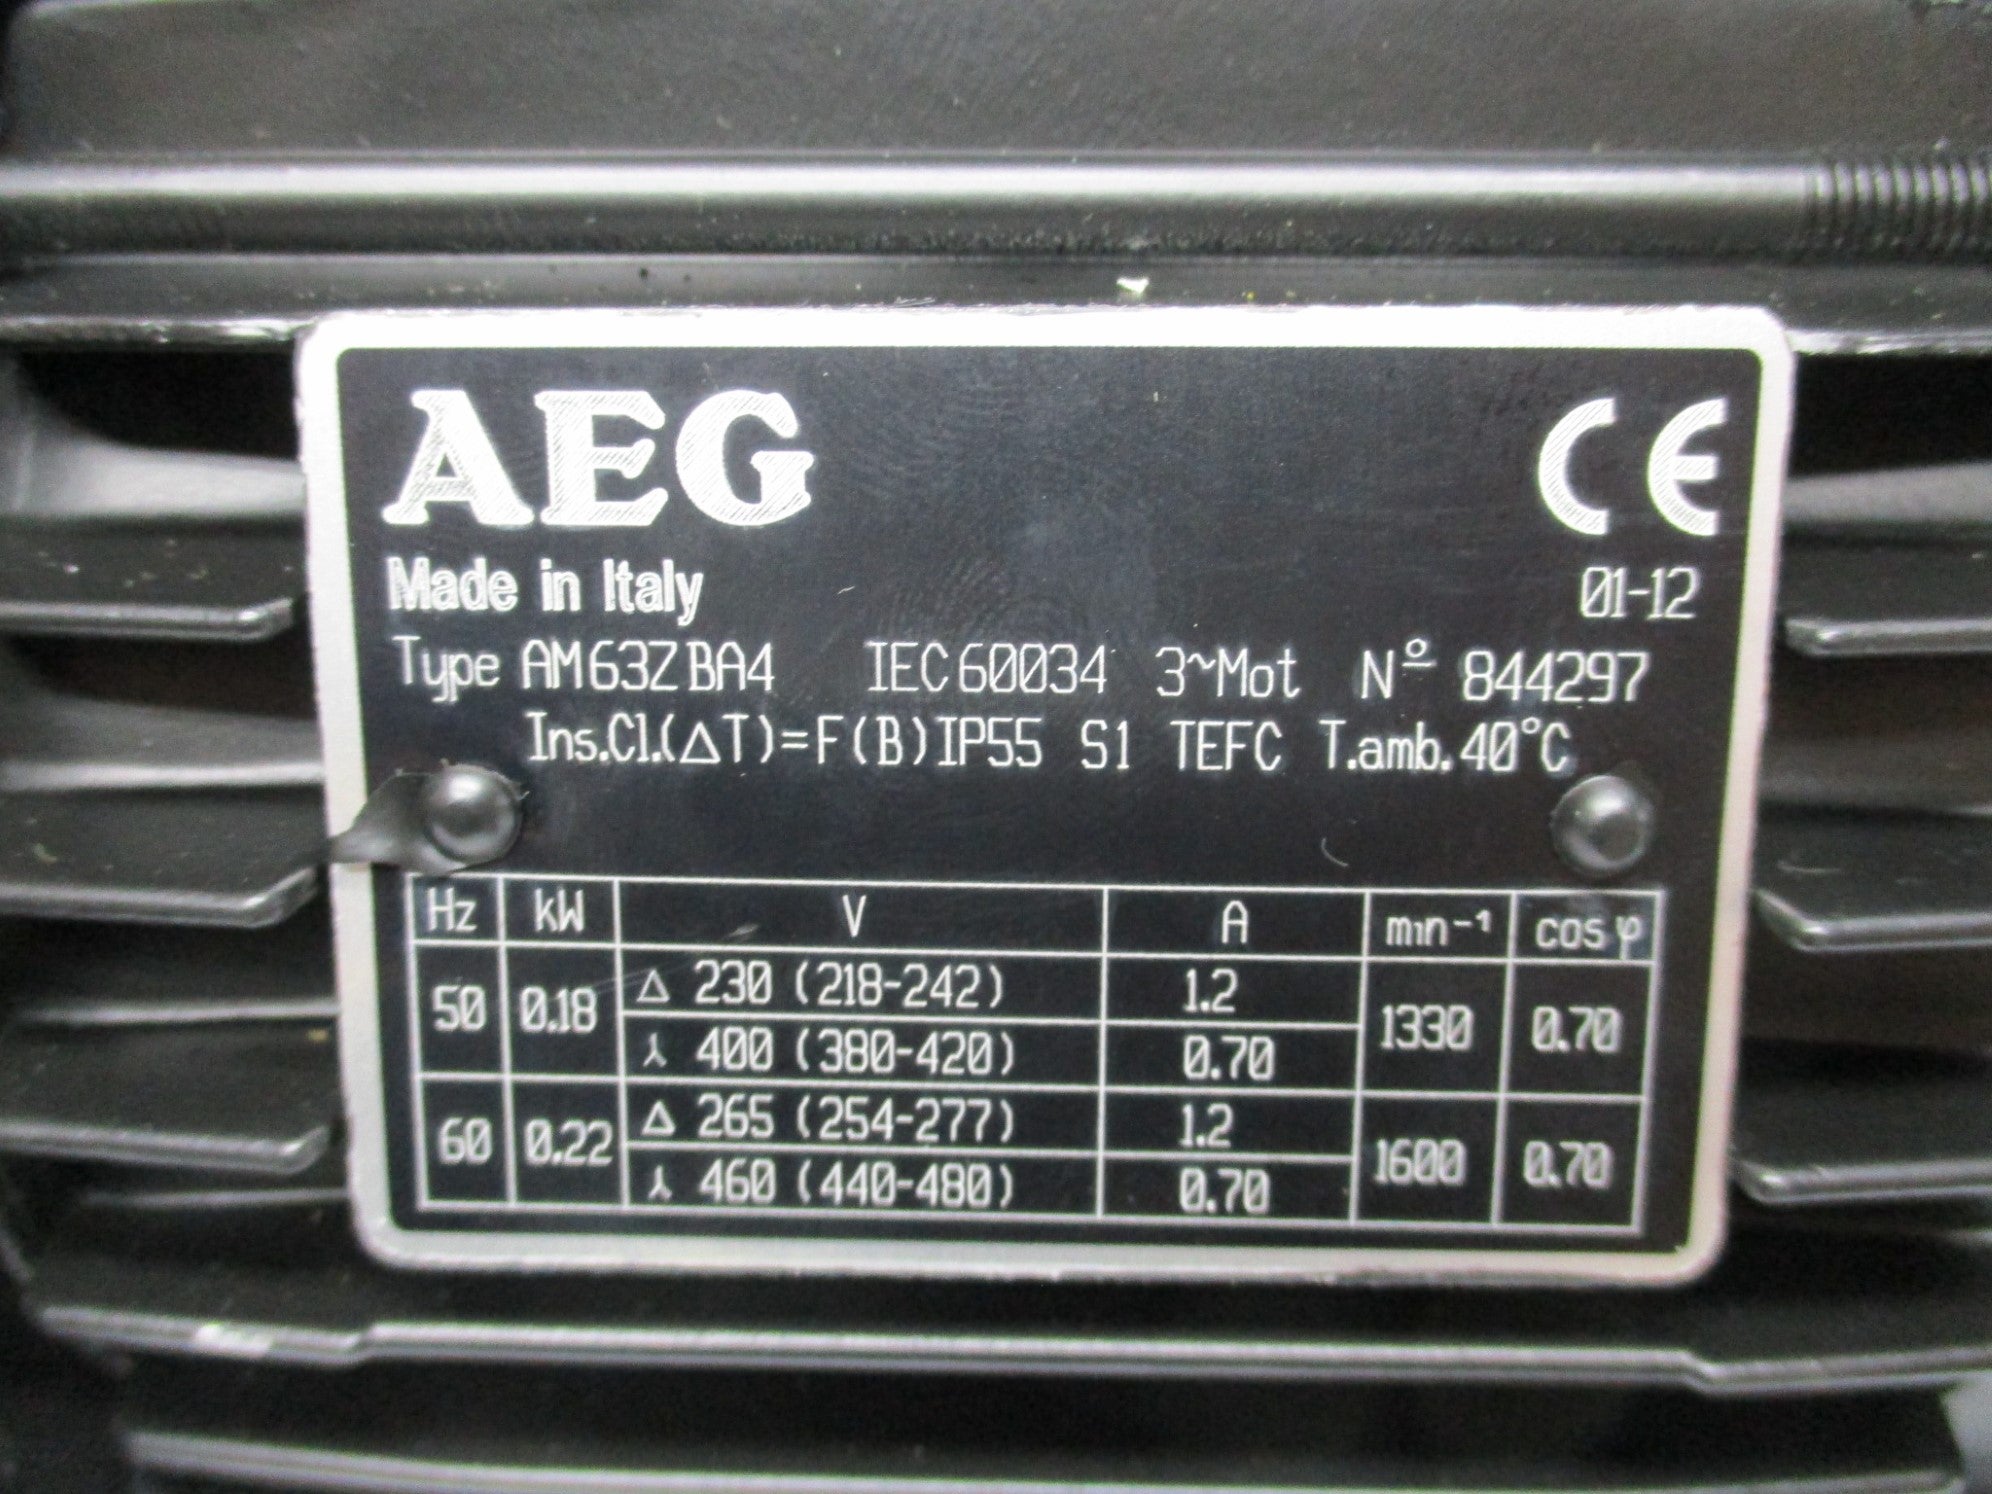 AEG CE
Made in Italy 01-12
Type AM63Z BA4 IEC 60034 3~Mot Nº 844297
Ins.Cl.(ΔT)=F(B) IP55 S1 TEFC T.amb.40°C
Hz kW V A min-1 cos φ
50 0.18 Δ 230 (218-242) 1.2 1330 0.70
⅄ 400 (380-420) 0.70
60 0.22 Δ 265 (254-277) 1.2 1600 0.70
⅄ 460 (440-480) 0.70